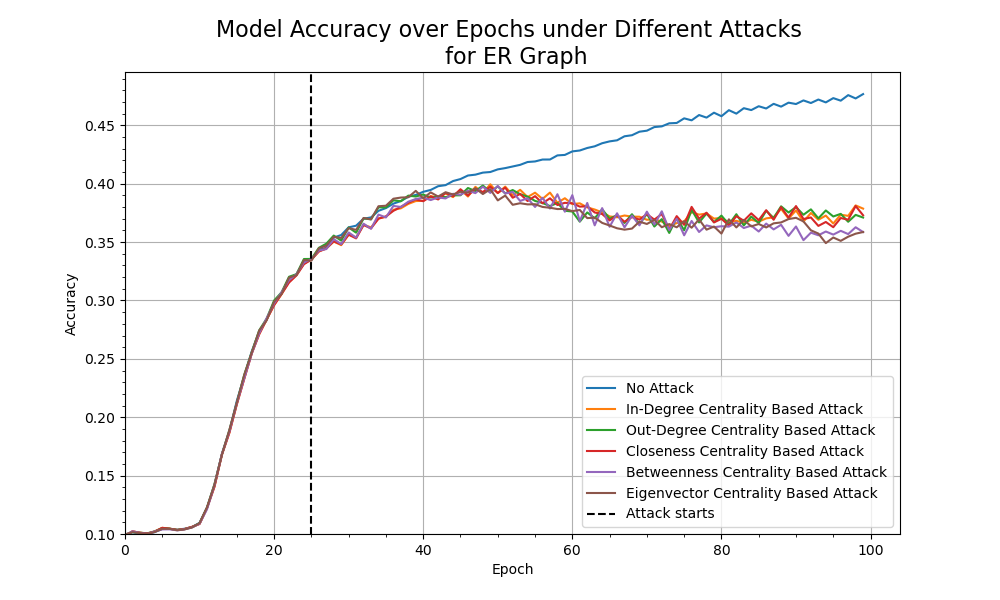 Model Accuracy over Epochs under Different Attacks
for ER Graph
Accuracy
0.45
0.40
0.35
0.30
0.25
0.20
0.15
0.10
No Attack
In-Degree Centrality Based Attack
Out-Degree Centrality Based Attack
Closeness Centrality Based Attack
Betweenness Centrality Based Attack
Eigenvector Centrality Based Attack
Attack starts
0 20 40 60 80 100
Epoch